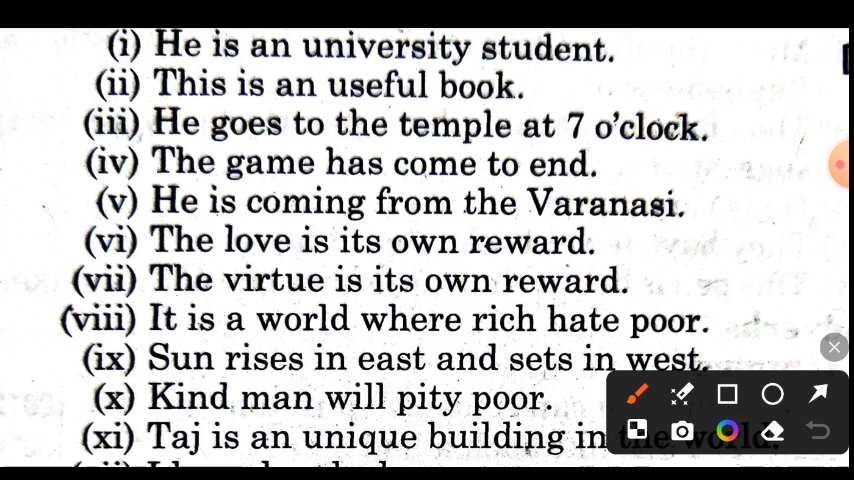 (i) He is an university student.
(ii) This is an useful book.
(iii) He goes to the temple at 7 o'clock.
(iv) The game has come to end.
(v) He is coming from the Varanasi.
(vi) The love is its own reward.
(vii) The virtue is its own reward.
(viii) It is a world where rich hate poor.
(ix) Sun rises in east and sets in west.
(x) Kind man will pity poor.
(xi) Taj is an unique building in the world.